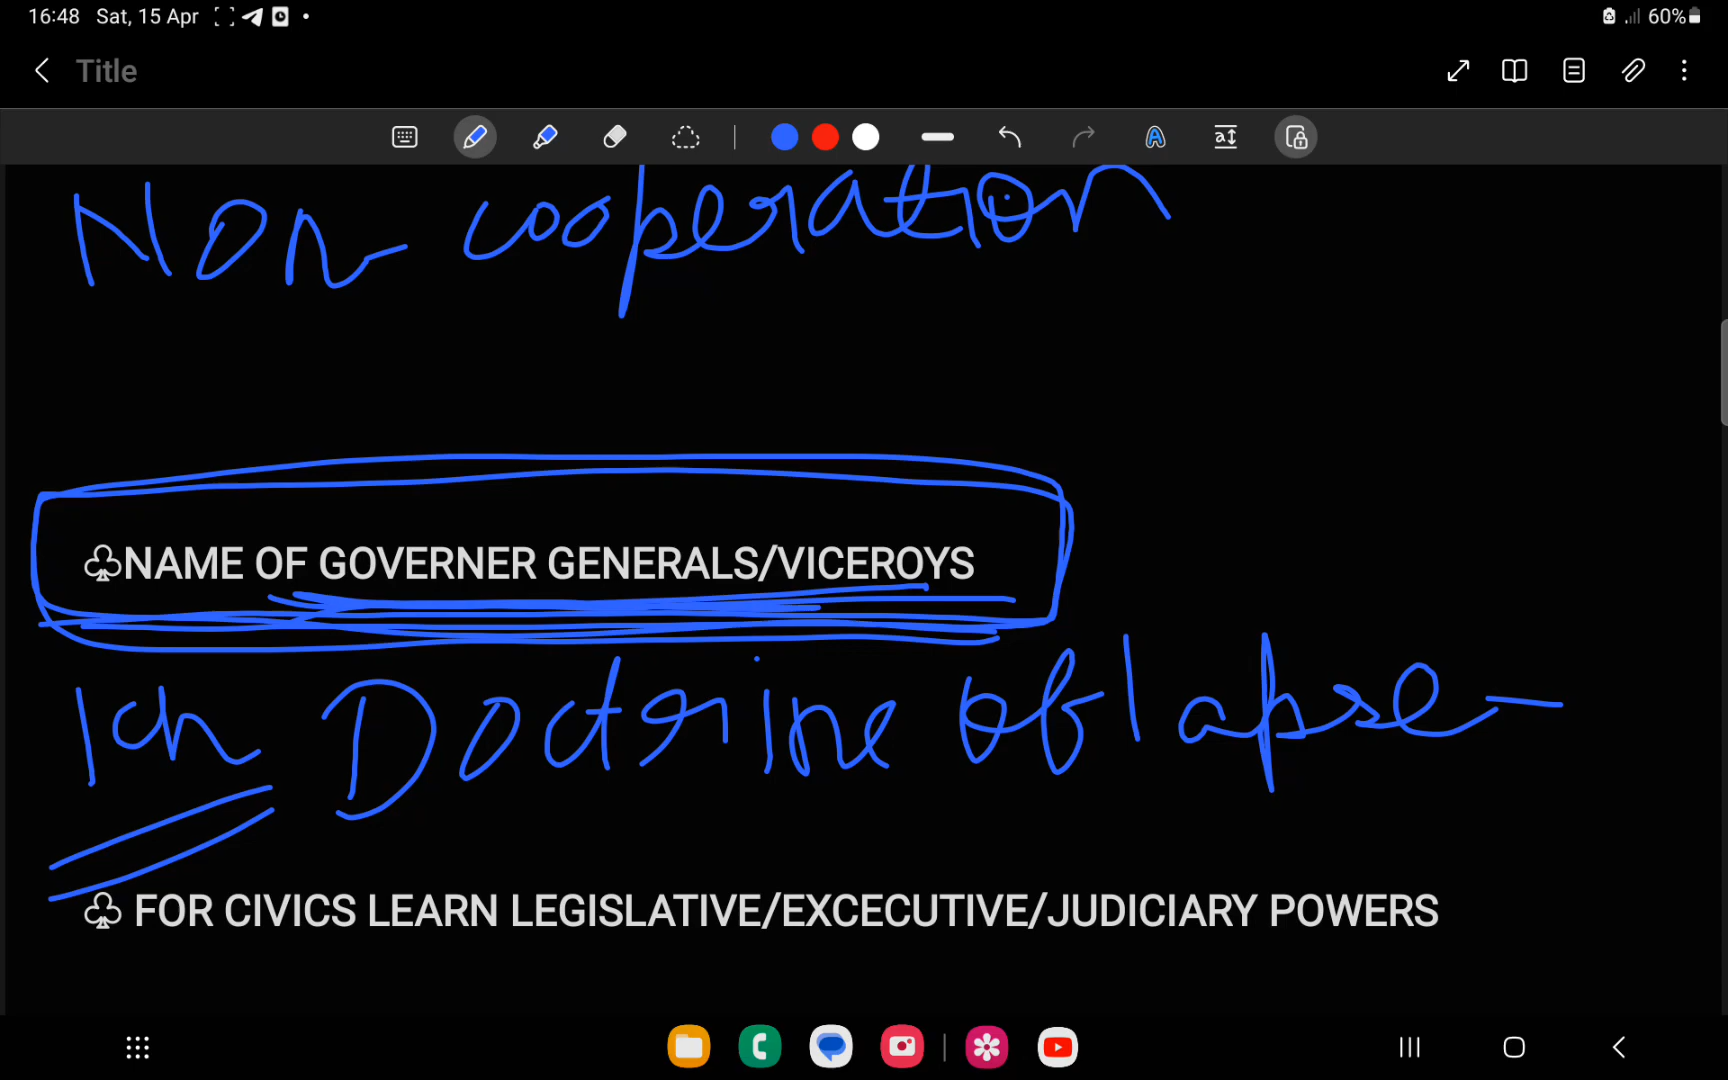 16:48 Sat, 15 Apr 60%
Title
Non cooperation
♧NAME OF GOVERNER GENERALS/VICEROYS
1ch Doctrine of lapse
♧ FOR CIVICS LEARN LEGISLATIVE/EXCECUTIVE/JUDICIARY POWERS